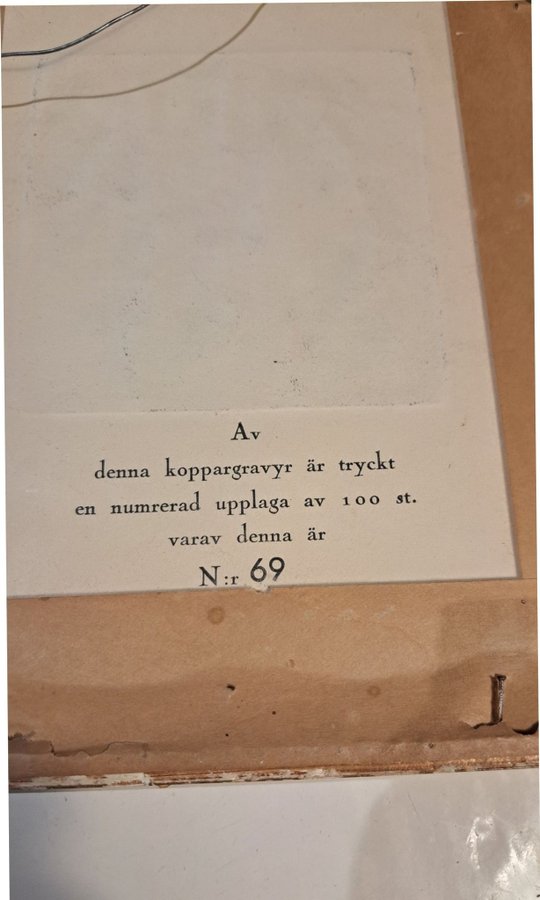 Av
denna koppargravyr är tryckt
en numrerad upplaga av 100 st.
varav denna är
N:r 69